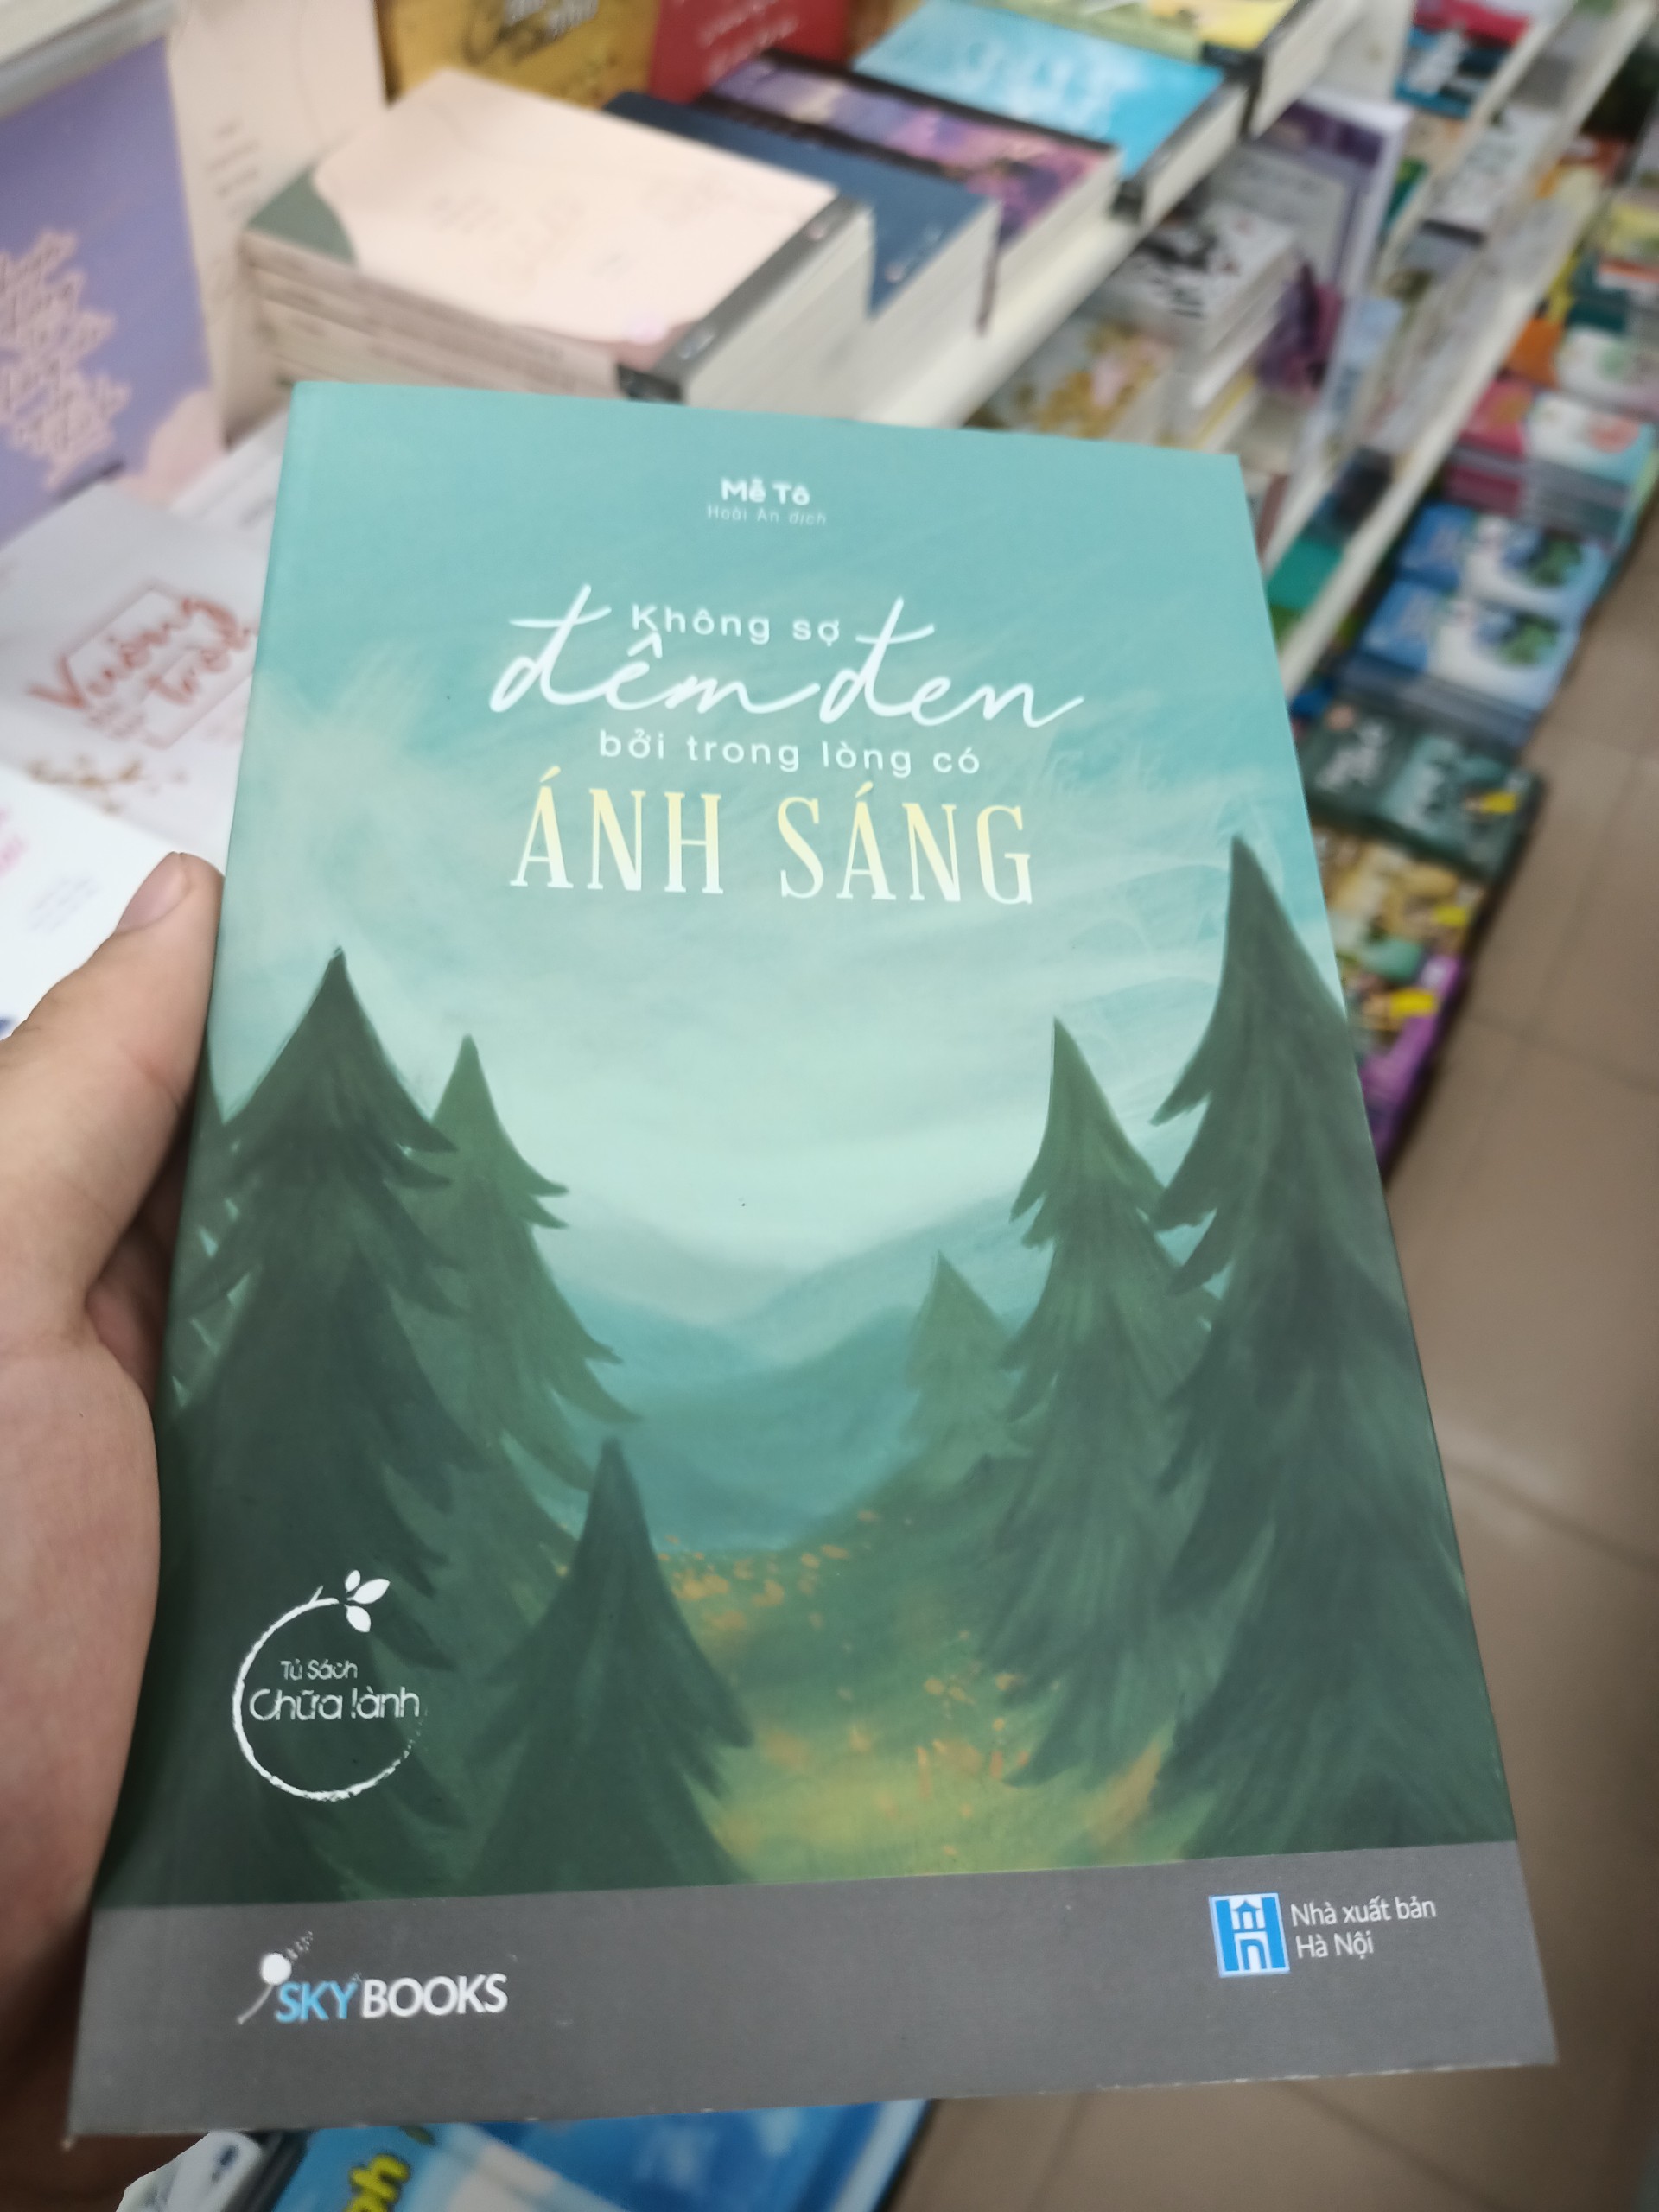 Mễ Tô
Hoài An dịch
Không sợ
đêm đen
bởi trong lòng có
ÁNH SÁNG
Tủ Sách
Chữa lành
SKYBOOKS
Nhà xuất bản
Hà Nội
Vương